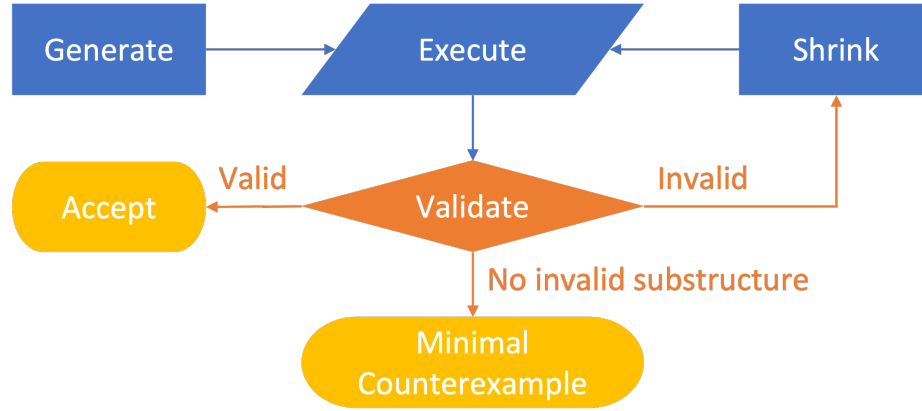 Generate
Execute
Shrink
Valid
Invalid
Accept
Validate
No invalid substructure
Minimal
Counterexample